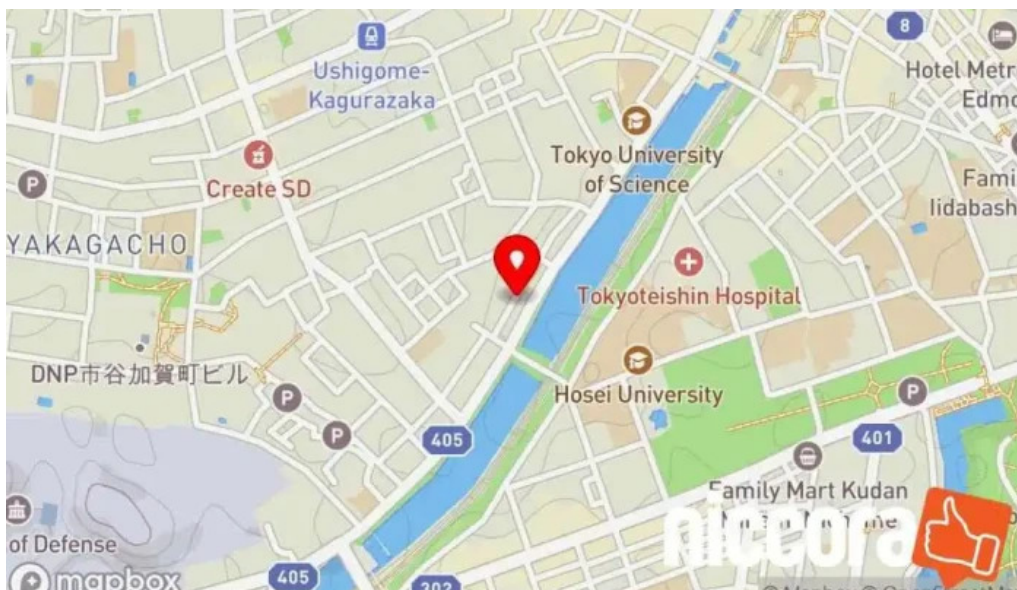 8
Ushigome-
Kagurazaka
Hotel Metr
Edmo
Tokyo University
of Science
Create SD
P
Fami
Iidabash
YAKAGACHO
Tokyoteishin Hospital
DNP市谷加賀町ビル
Hosei University
P
P
P
405
401
Family Mart Kudan
of Defense
niccora
mapbox
405
302